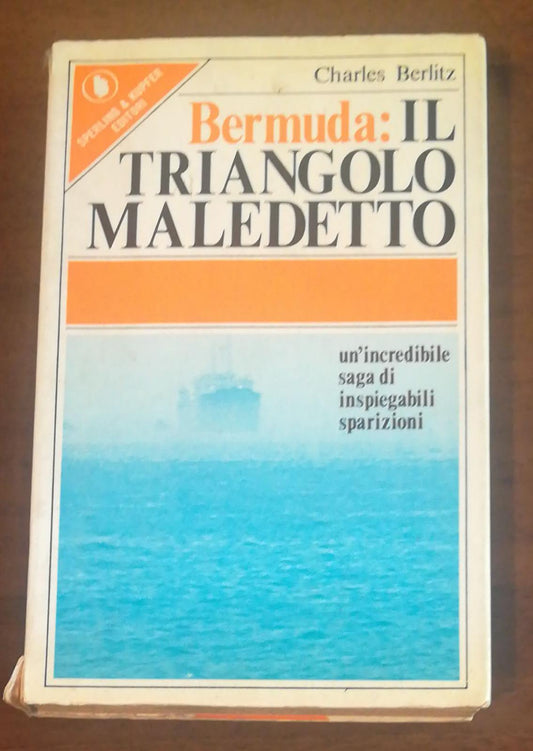 SPERLING & KUPFER
EDITORI
Charles Berlitz
Bermuda: IL
TRIANGOLO
MALEDETTO
un'incredibile
saga di
inspiegabili
sparizioni